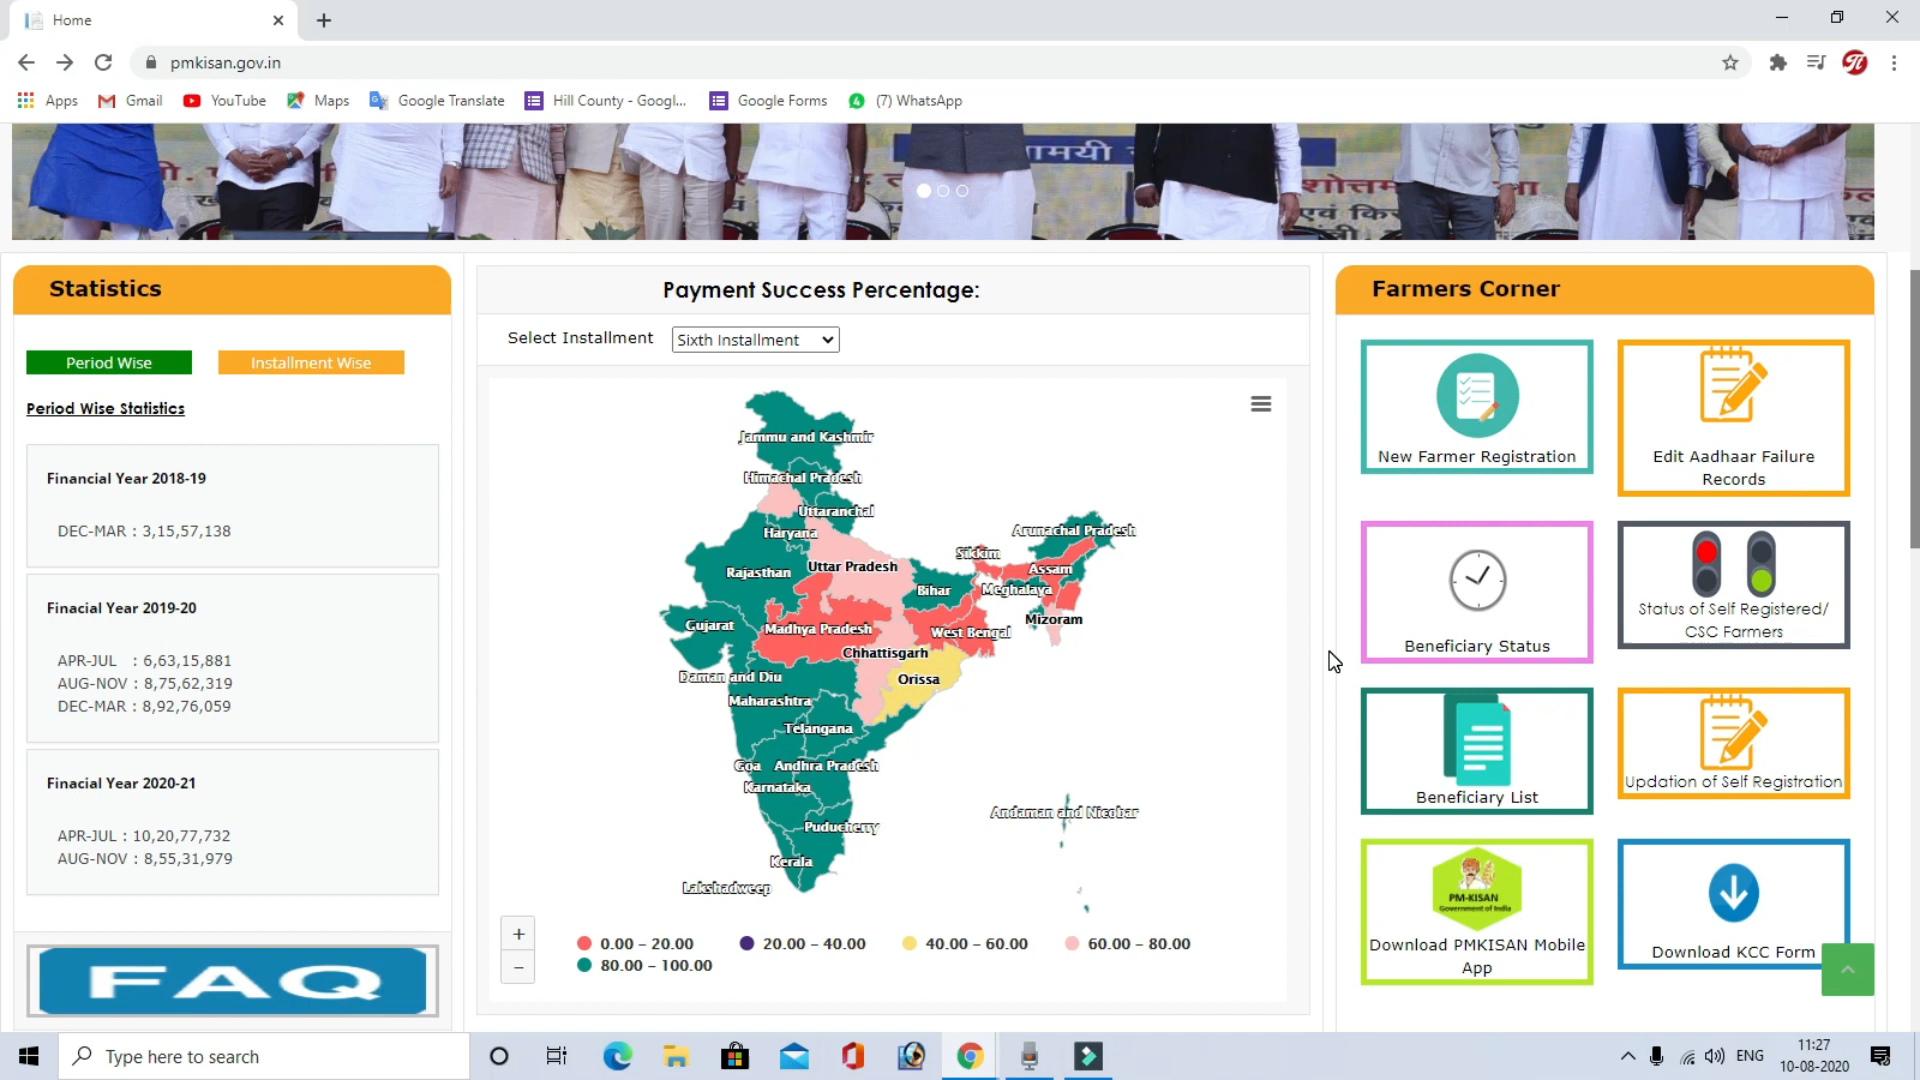 Home
pmkisan.gov.in
Apps Gmail YouTube Maps Google Translate Hill County - Googl... Google Forms (7) WhatsApp
Statistics
Period Wise Installment Wise
Period Wise Statistics
Financial Year 2018-19
DEC-MAR : 3,15,57,138
Finacial Year 2019-20
APR-JUL : 6,63,15,881
AUG-NOV : 8,75,62,319
DEC-MAR : 8,92,76,059
Finacial Year 2020-21
APR-JUL : 10,20,77,732
AUG-NOV : 8,55,31,979
FAQ
Payment Success Percentage:
Select Installment Sixth Installment
Jammu and Kashmir
Himachal Pradesh
Uttaranchal
Haryana
Arunachal Pradesh
Sikkim
Uttar Pradesh
Assam
Rajasthan
Bihar
Meghalaya
Mizoram
Gujarat
Madhya Pradesh
West Bengal
Chhattisgarh
Daman and Diu
Orissa
Maharashtra
Telangana
Goa
Andhra Pradesh
Karnataka
Andaman and Nicobar
Puducherry
Kerala
Lakshadweep
+
−
0.00 – 20.00 20.00 – 40.00 40.00 – 60.00 60.00 – 80.00
80.00 – 100.00
Farmers Corner
New Farmer Registration
Edit Aadhaar Failure
Records
Beneficiary Status
Status of Self Registered/
CSC Farmers
Beneficiary List
Updation of Self Registration
PM-KISAN
Government of India
Download PMKISAN Mobile
App
Download KCC Form
Type here to search
ENG
11:27
10-08-2020